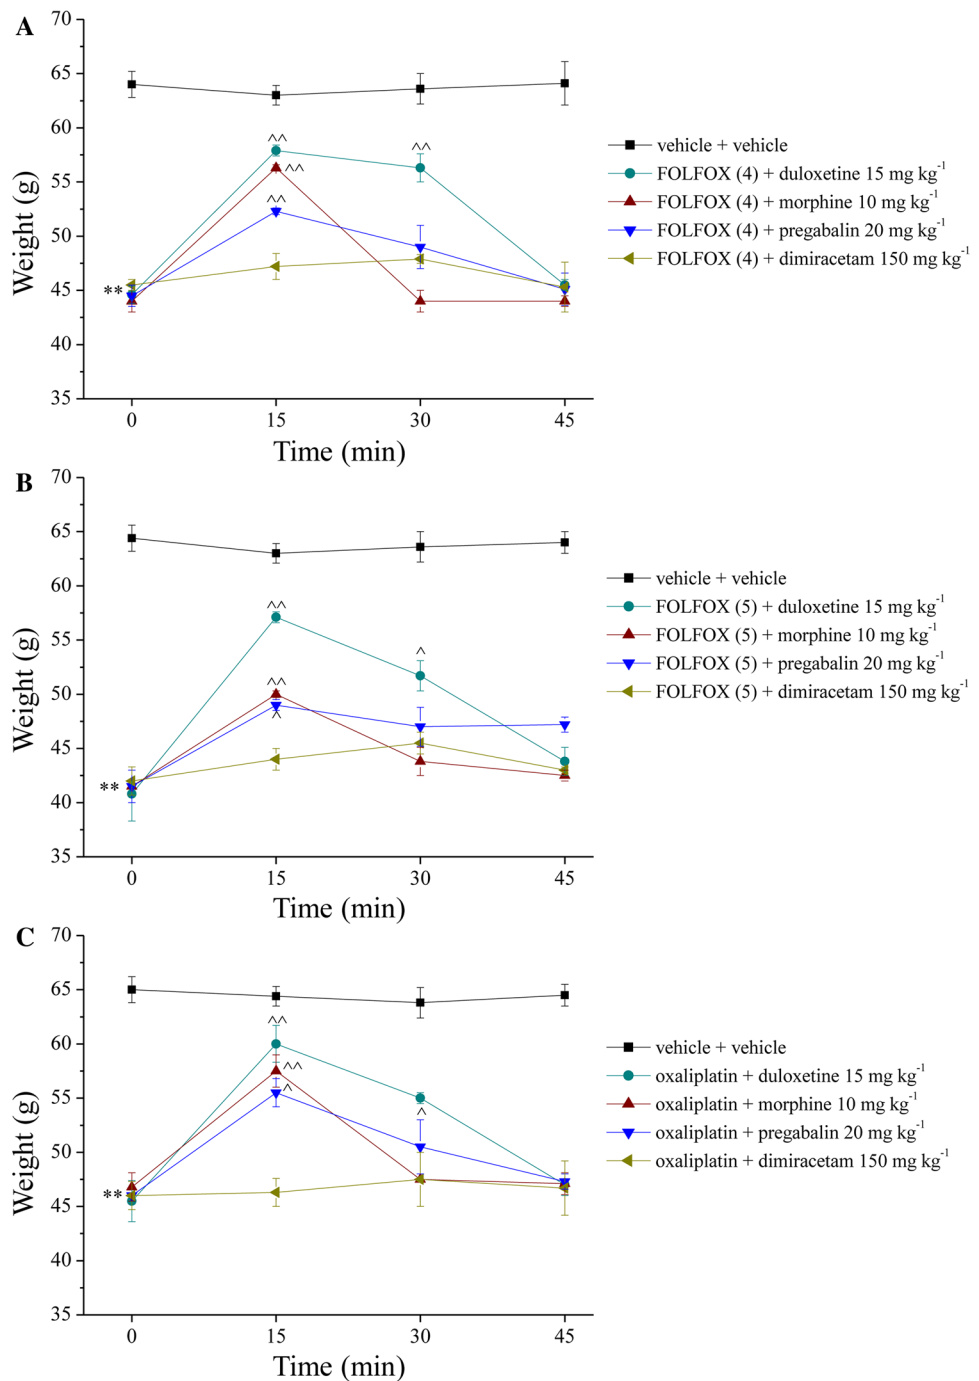 A
70
65
60
55
50
45
40
35
Weight (g)
^^
^^
^^
^^
**
0 15 30 45
Time (min)
vehicle + vehicle
FOLFOX (4) + duloxetine 15 mg kg⁻¹
FOLFOX (4) + morphine 10 mg kg⁻¹
FOLFOX (4) + pregabalin 20 mg kg⁻¹
FOLFOX (4) + dimiracetam 150 mg kg⁻¹
B
70
65
60
55
50
45
40
35
Weight (g)
^^
^
^^
^
**
0 15 30 45
Time (min)
vehicle + vehicle
FOLFOX (5) + duloxetine 15 mg kg⁻¹
FOLFOX (5) + morphine 10 mg kg⁻¹
FOLFOX (5) + pregabalin 20 mg kg⁻¹
FOLFOX (5) + dimiracetam 150 mg kg⁻¹
C
70
65
60
55
50
45
40
35
Weight (g)
^^
^^
^
^
**
0 15 30 45
Time (min)
vehicle + vehicle
oxaliplatin + duloxetine 15 mg kg⁻¹
oxaliplatin + morphine 10 mg kg⁻¹
oxaliplatin + pregabalin 20 mg kg⁻¹
oxaliplatin + dimiracetam 150 mg kg⁻¹